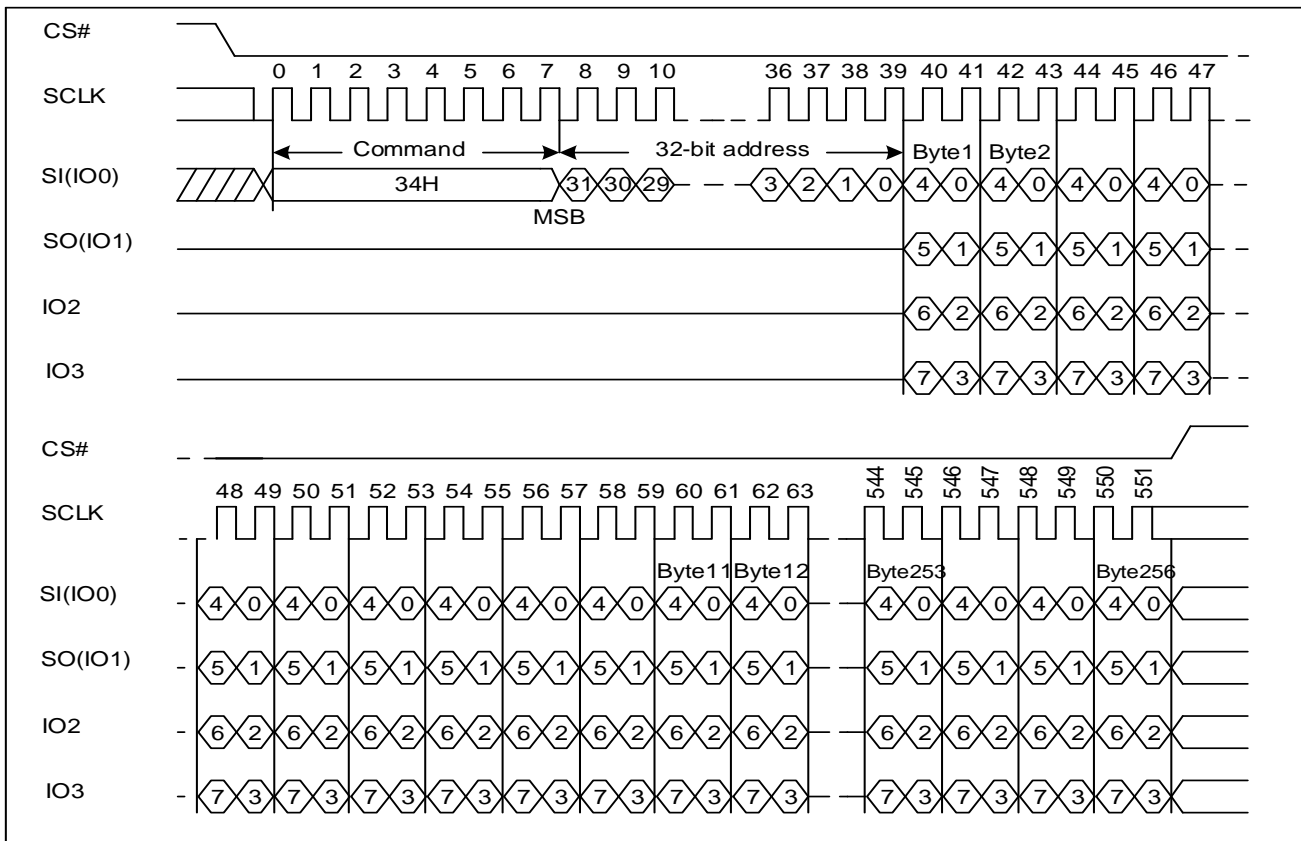 CS#
0 1 2 3 4 5 6 7 8 9 10 36 37 38 39 40 41 42 43 44 45 46 47
SCLK
Command 32-bit address Byte1 Byte2
SI(IO0) 34H 31 30 29 3 2 1 0 4 0 4 0 4 0 4 0
MSB
SO(IO1) 5 1 5 1 5 1 5 1
IO2 6 2 6 2 6 2 6 2
IO3 7 3 7 3 7 3 7 3
CS#
48 49 50 51 52 53 54 55 56 57 58 59 60 61 62 63 544 545 546 547 548 549 550 551
SCLK
Byte11 Byte12 Byte253 Byte256
SI(IO0) 4 0 4 0 4 0 4 0 4 0 4 0 4 0 4 0 4 0 4 0 4 0 4 0
SO(IO1) 5 1 5 1 5 1 5 1 5 1 5 1 5 1 5 1 5 1 5 1 5 1 5 1
IO2 6 2 6 2 6 2 6 2 6 2 6 2 6 2 6 2 6 2 6 2 6 2 6 2
IO3 7 3 7 3 7 3 7 3 7 3 7 3 7 3 7 3 7 3 7 3 7 3 7 3